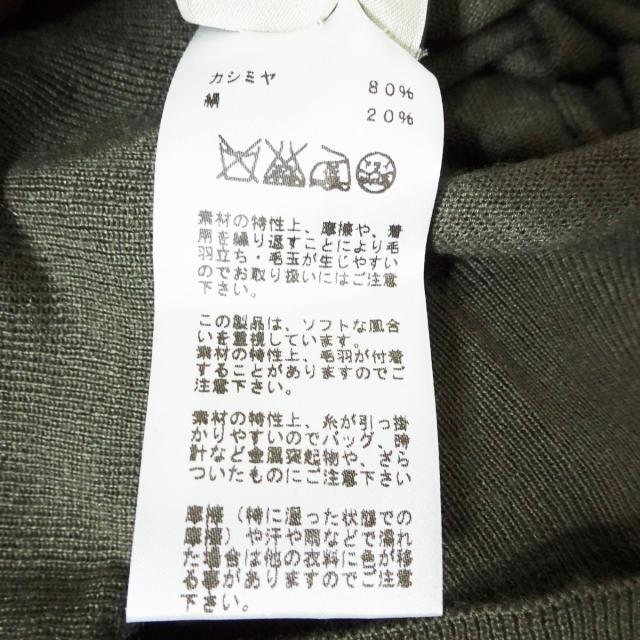 カシミヤ 80%
絹 20%
ドライ
素材の特性上、摩擦や、着
用を繰り返すことにより毛
羽立ち・毛玉が生じやすい
のでお取り扱いにはご注意
下さい。
この製品は、ソフトな風合
いを重視しています。
素材の特性上、毛羽が付着
することがありますのでご
注意下さい。
素材の特性上、糸が引っ掛
かりやすいのでバッグ、時
計など金属突起物や、ざら
ついたものにご注意下さい
摩擦(特に湿った状態での
摩擦)や汗や雨などで濡れ
た場合は他の衣料に色が移
る事がありますのでご注意
下さい。